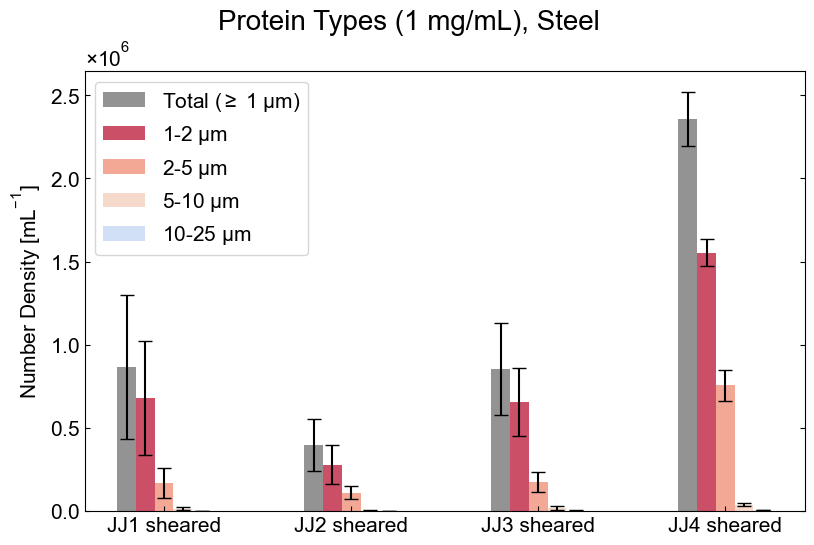 Protein Types (1 mg/mL), Steel
×10⁶
Number Density [mL⁻¹]
2.5
2.0
1.5
1.0
0.5
0.0
Total (≥ 1 µm)
1-2 µm
2-5 µm
5-10 µm
10-25 µm
JJ1 sheared JJ2 sheared JJ3 sheared JJ4 sheared